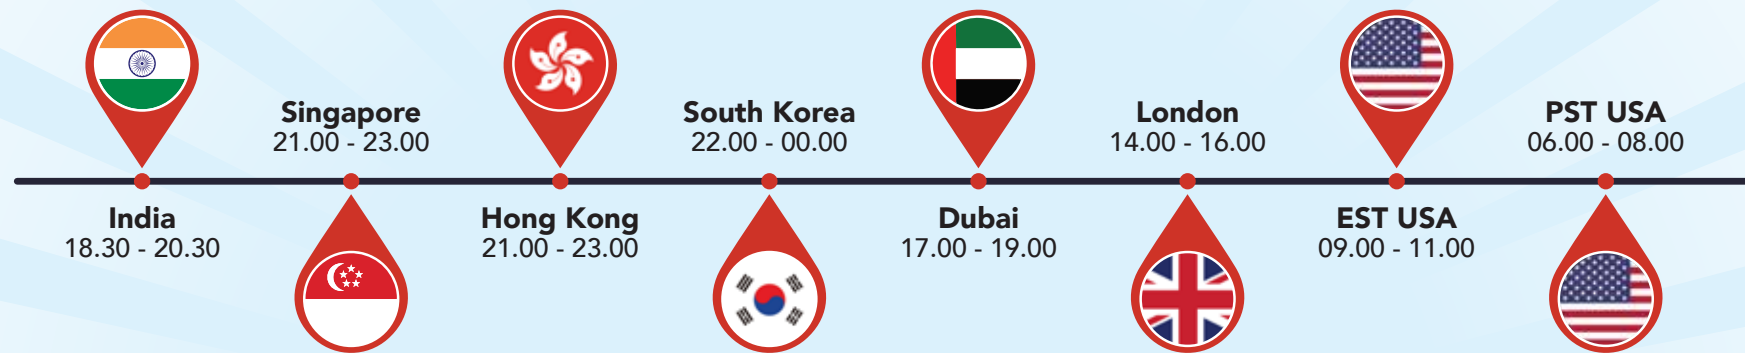 India
18.30 - 20.30
Singapore
21.00 - 23.00
Hong Kong
21.00 - 23.00
South Korea
22.00 - 00.00
Dubai
17.00 - 19.00
London
14.00 - 16.00
EST USA
09.00 - 11.00
PST USA
06.00 - 08.00